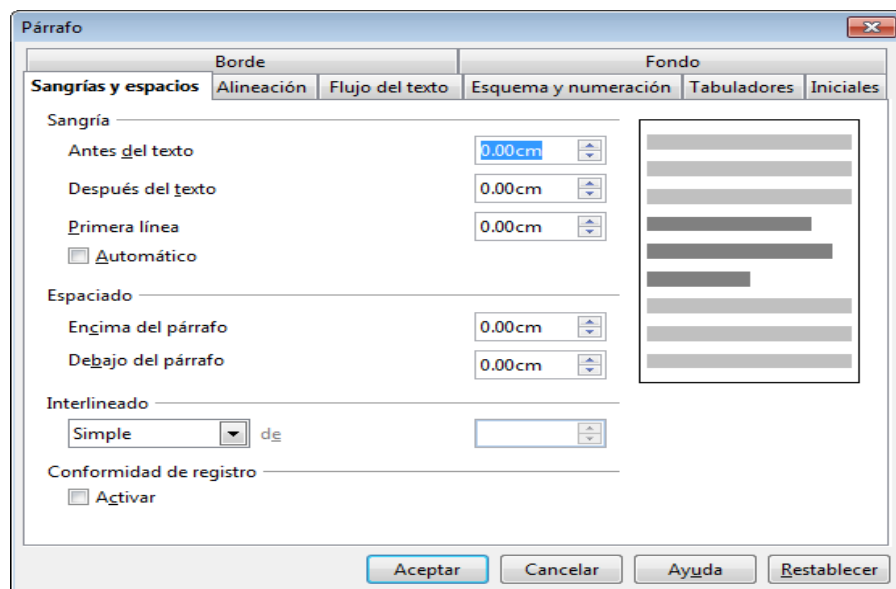 Párrafo
Borde Fondo
Sangrías y espacios Alineación Flujo del texto Esquema y numeración Tabuladores Iniciales
Sangría
Antes del texto 0.00cm
Después del texto 0.00cm
Primera línea 0.00cm
Automático
Espaciado
Encima del párrafo 0.00cm
Debajo del párrafo 0.00cm
Interlineado
Simple de
Conformidad de registro
Activar
Aceptar Cancelar Ayuda Restablecer